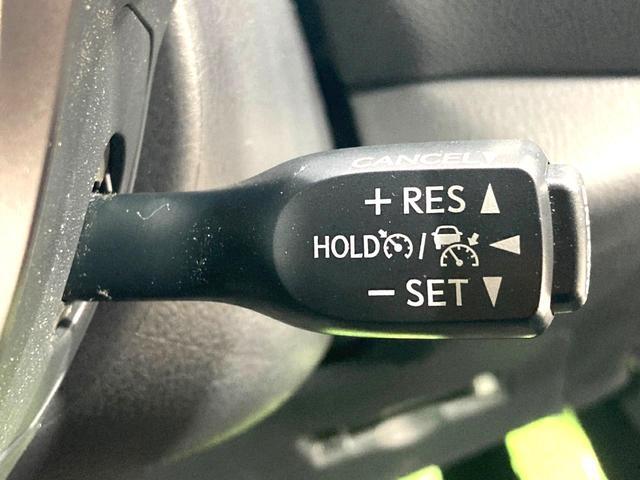 CANCEL
+ RES ▲
HOLD / ◀
− SET ▼